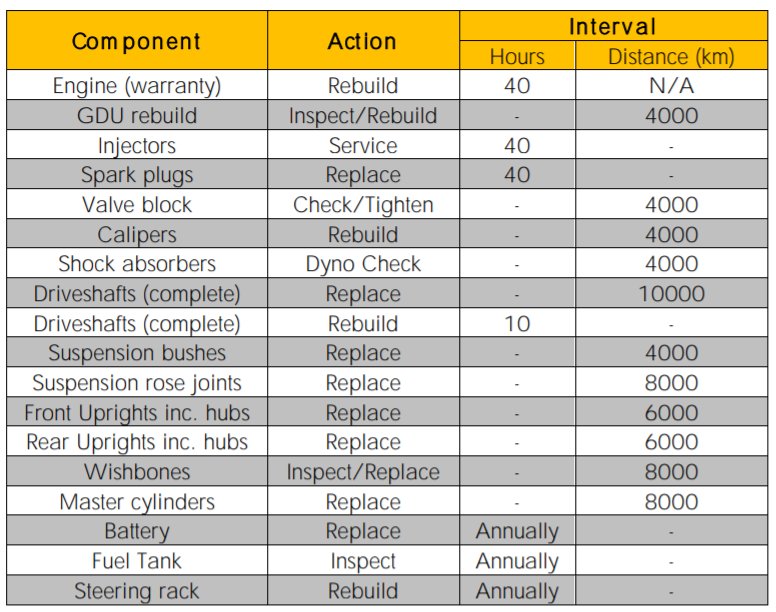 Component Action Interval
Hours Distance (km)
Engine (warranty) Rebuild 40 N/A
GDU rebuild Inspect/Rebuild - 4000
Injectors Service 40 -
Spark plugs Replace 40 -
Valve block Check/Tighten - 4000
Calipers Rebuild - 4000
Shock absorbers Dyno Check - 4000
Driveshafts (complete) Replace - 10000
Driveshafts (complete) Rebuild 10 -
Suspension bushes Replace - 4000
Suspension rose joints Replace - 8000
Front Uprights inc. hubs Replace - 6000
Rear Uprights inc. hubs Replace - 6000
Wishbones Inspect/Replace - 8000
Master cylinders Replace - 8000
Battery Replace Annually -
Fuel Tank Inspect Annually -
Steering rack Rebuild Annually -